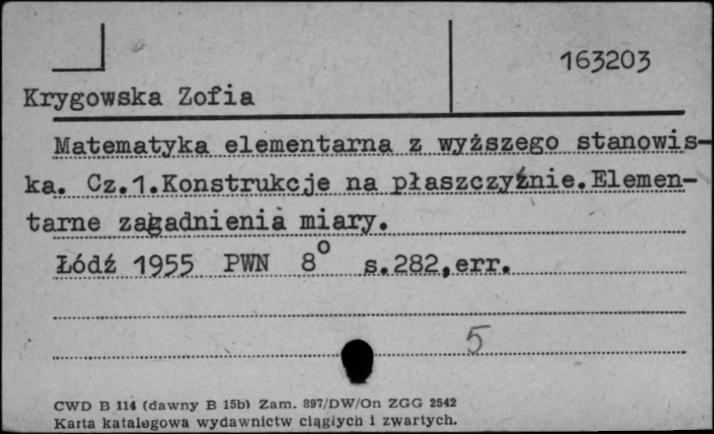 163203
Krygowska Zofia
Matematyka elementarna z wyższego stanowis-
ka. Cz.1.Konstrukcje na płaszczyźnie.Elemen-
tarne zagadnienia miary.
Łódź 1955 PWN 8° s.282,err.
5
CWD B 114 (dawny B 15b) Zam. 897/DW/On ZGG 2542
Karta katalogowa wydawnictw ciągłych i zwartych.